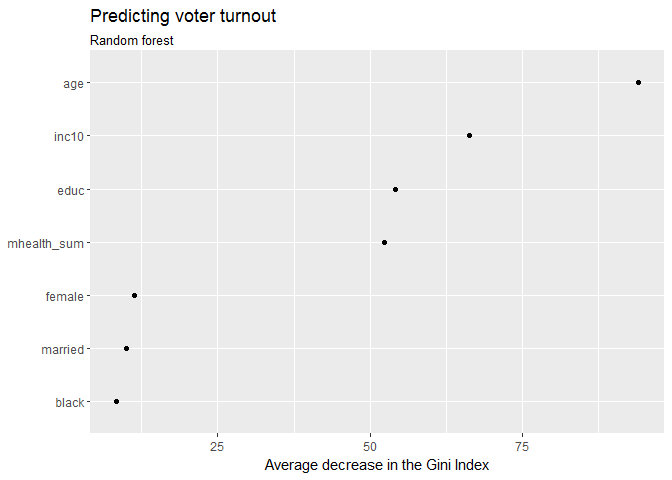 Predicting voter turnout
Random forest
age
inc10
educ
mhealth_sum
female
married
black
25 50 75
Average decrease in the Gini Index